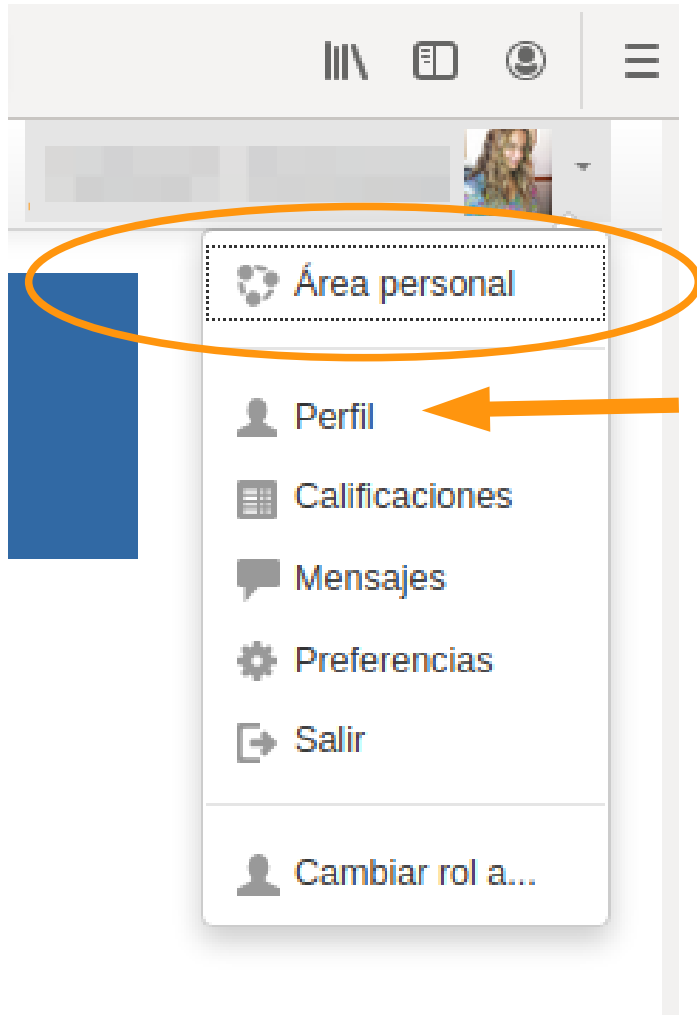 Área personal
Perfil
Calificaciones
Mensajes
Preferencias
Salir
Cambiar rol a...